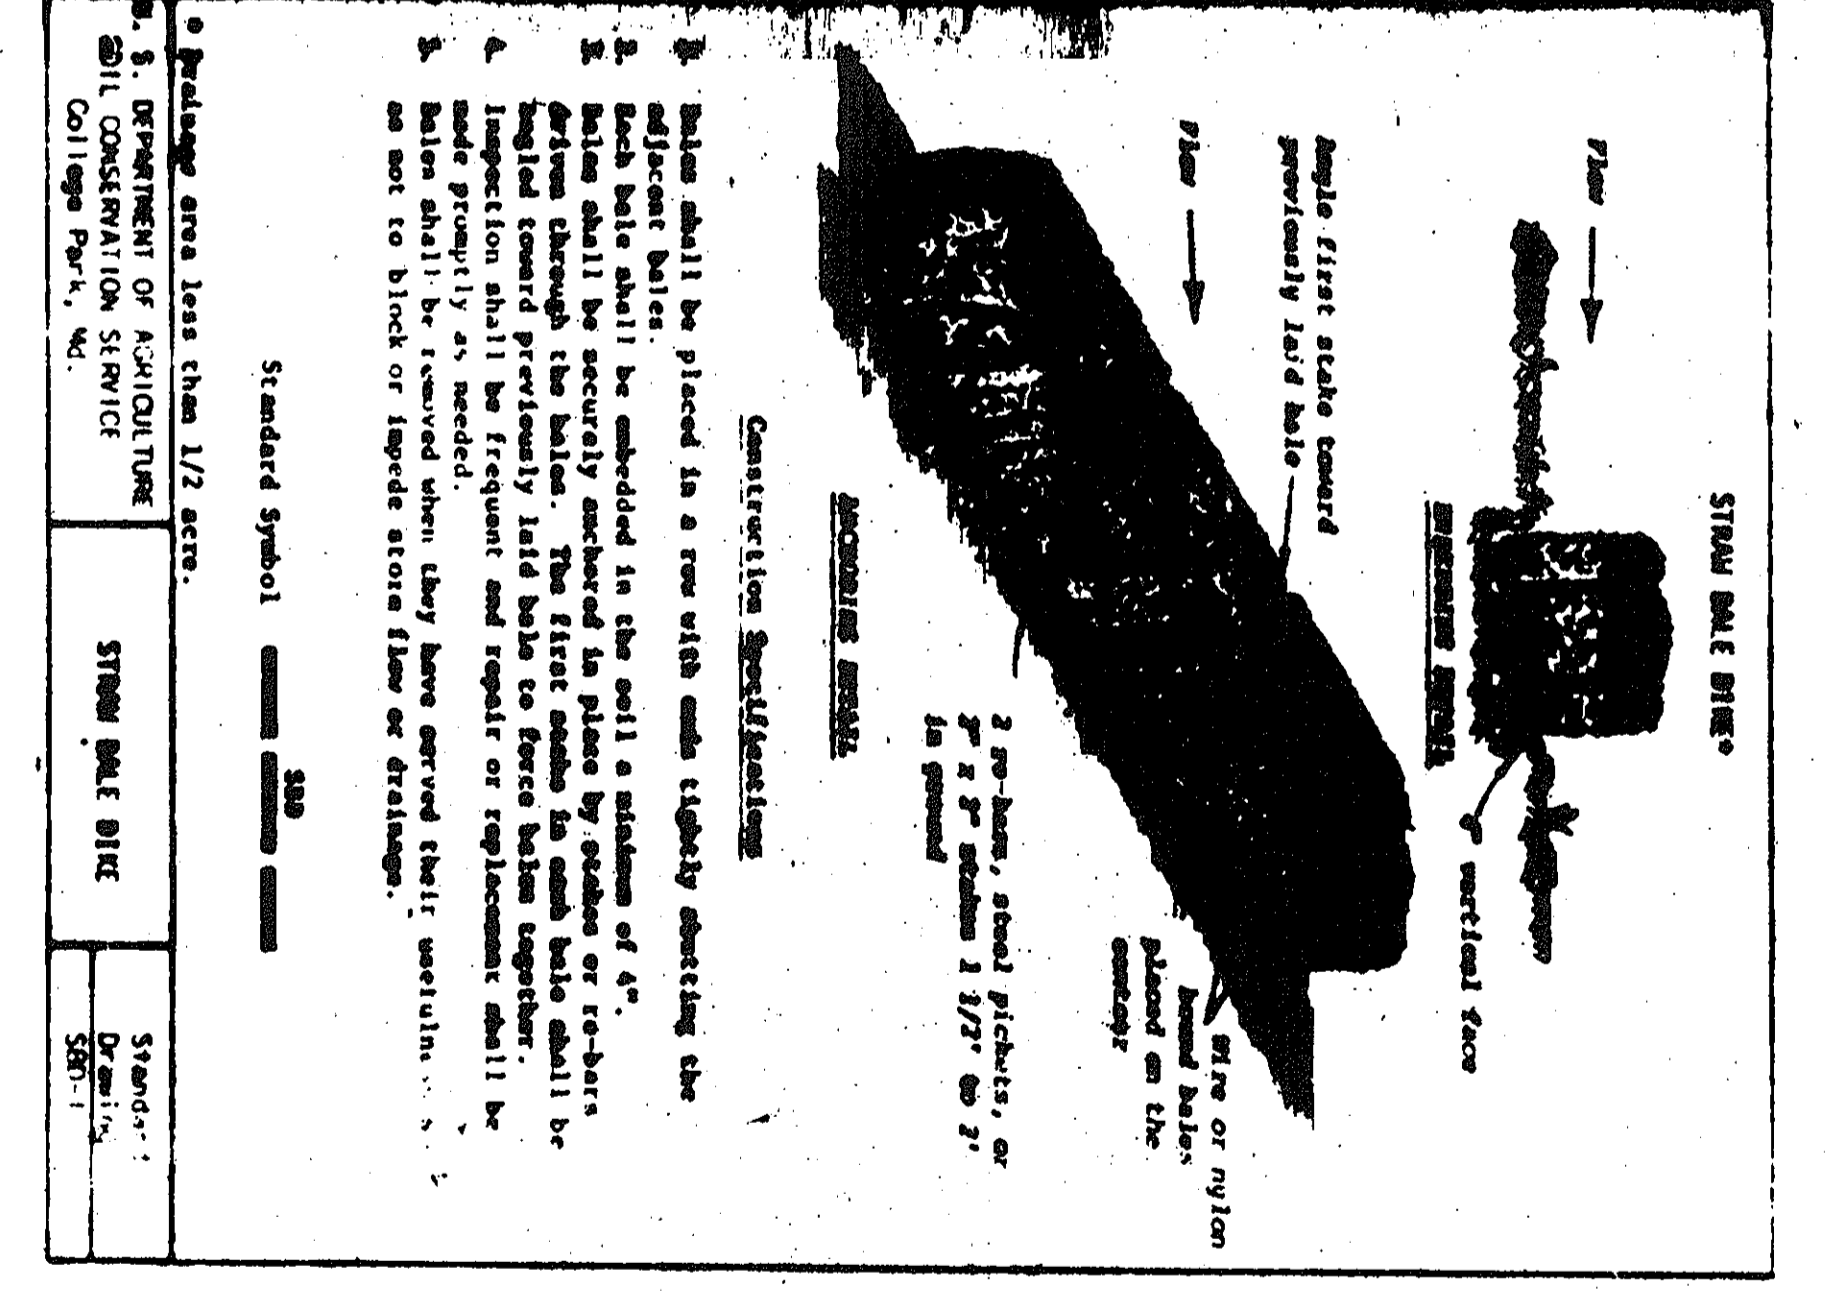 STRAW BALE DIKE*
Flow
vertical face
BEDDING DETAIL
Angle first stake toward
previously laid bale
Flow
Wire or nylon
bound bales
placed on the
contour
2 re-bars, steel pickets, or
2" x 2" stakes 1 1/2' to 2'
in ground
ANCHORING DETAIL
Construction Specifications
1. Bales shall be placed in a row with ends tightly abutting the
adjacent bales.
2. Each bale shall be embedded in the soil a minimum of 4".
3. Bales shall be securely anchored in place by stakes or re-bars
driven through the bales. The first stake in each bale shall be
angled toward previously laid bale to force bales together.
4. Inspection shall be frequent and repair or replacement shall be
made promptly as needed.
5. Bales shall be removed when they have served their usefulness so
as not to block or impede storm flow or drainage.
SBD
Standard Symbol
* Drainage area less than 1/2 acre.
U. S. DEPARTMENT OF AGRICULTURE
SOIL CONSERVATION SERVICE
College Park, Md.
STRAW BALE DIKE
Standard
Drawing
SBD-1